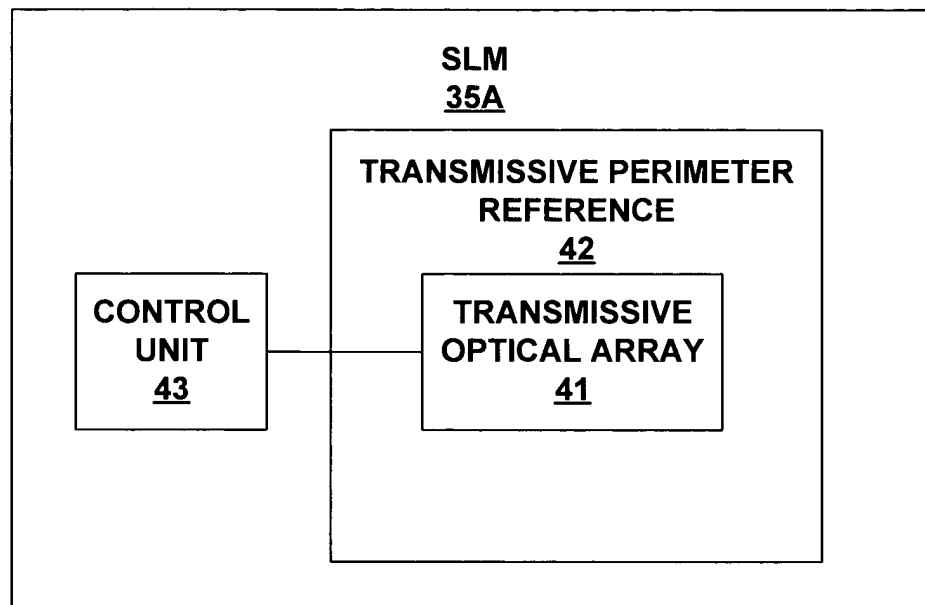 SLM
35A
TRANSMISSIVE PERIMETER
REFERENCE
42
CONTROL
UNIT
43
TRANSMISSIVE
OPTICAL ARRAY
41